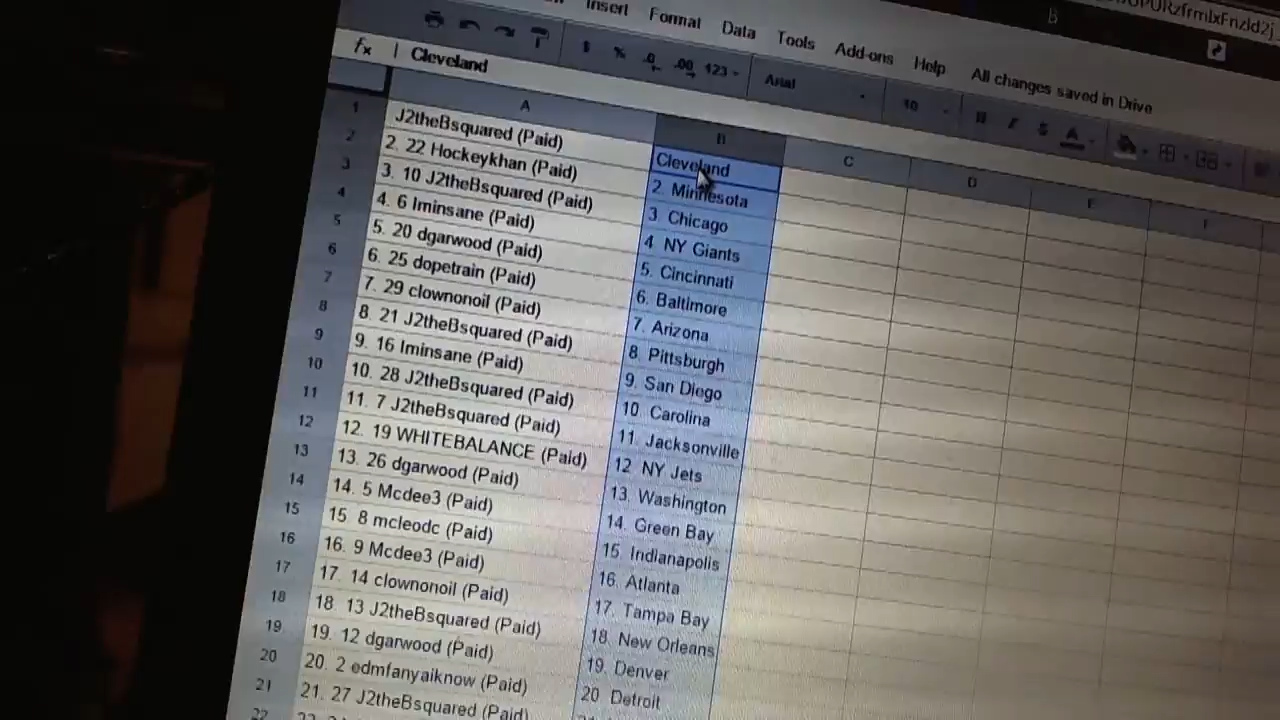 Insert Format Data Tools Add-ons Help All changes saved in Drive
$ % .0 .00 123 Arial 10 B I S A
fx Cleveland
A B C D E F
1 J2theBsquared (Paid) Cleveland
2 2. 22 Hockeykhan (Paid) 2. Minnesota
3 3. 10 J2theBsquared (Paid) 3 Chicago
4 4. 6 Iminsane (Paid) 4 NY Giants
5 5. 20 dgarwood (Paid) 5. Cincinnati
6 6. 25 dopetrain (Paid) 6. Baltimore
7 7. 29 clownonoil (Paid) 7. Arizona
8 8. 21 J2theBsquared (Paid) 8. Pittsburgh
9 9. 16 Iminsane (Paid) 9. San Diego
10 10. 28 J2theBsquared (Paid) 10. Carolina
11 11. 7 J2theBsquared (Paid) 11. Jacksonville
12 12. 19 WHITEBALANCE (Paid) 12 NY Jets
13 13. 26 dgarwood (Paid) 13. Washington
14 14. 5 Mcdee3 (Paid) 14. Green Bay
15 15. 8 mcleodc (Paid) 15. Indianapolis
16 16. 9 Mcdee3 (Paid) 16. Atlanta
17 17. 14 clownonoil (Paid) 17. Tampa Bay
18 18. 13 J2theBsquared (Paid) 18. New Orleans
19 19. 12 dgarwood (Paid) 19. Denver
20 20. 2 edmfanyaiknow (Paid) 20. Detroit
21 21. 27 J2theBsquared (Paid)
22